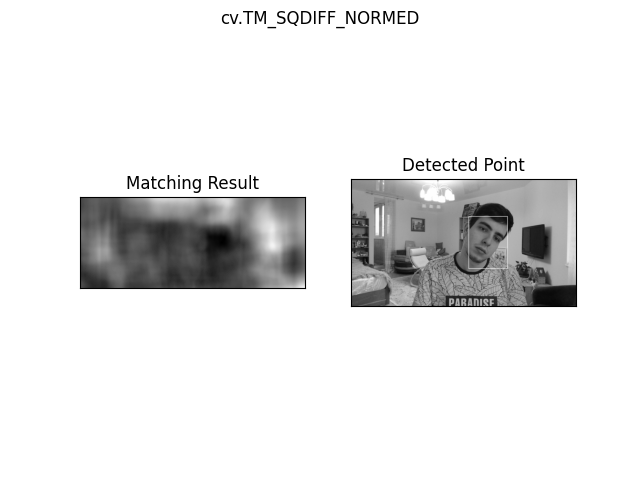 cv.TM_SQDIFF_NORMED
Matching Result
Detected Point
PARADISE